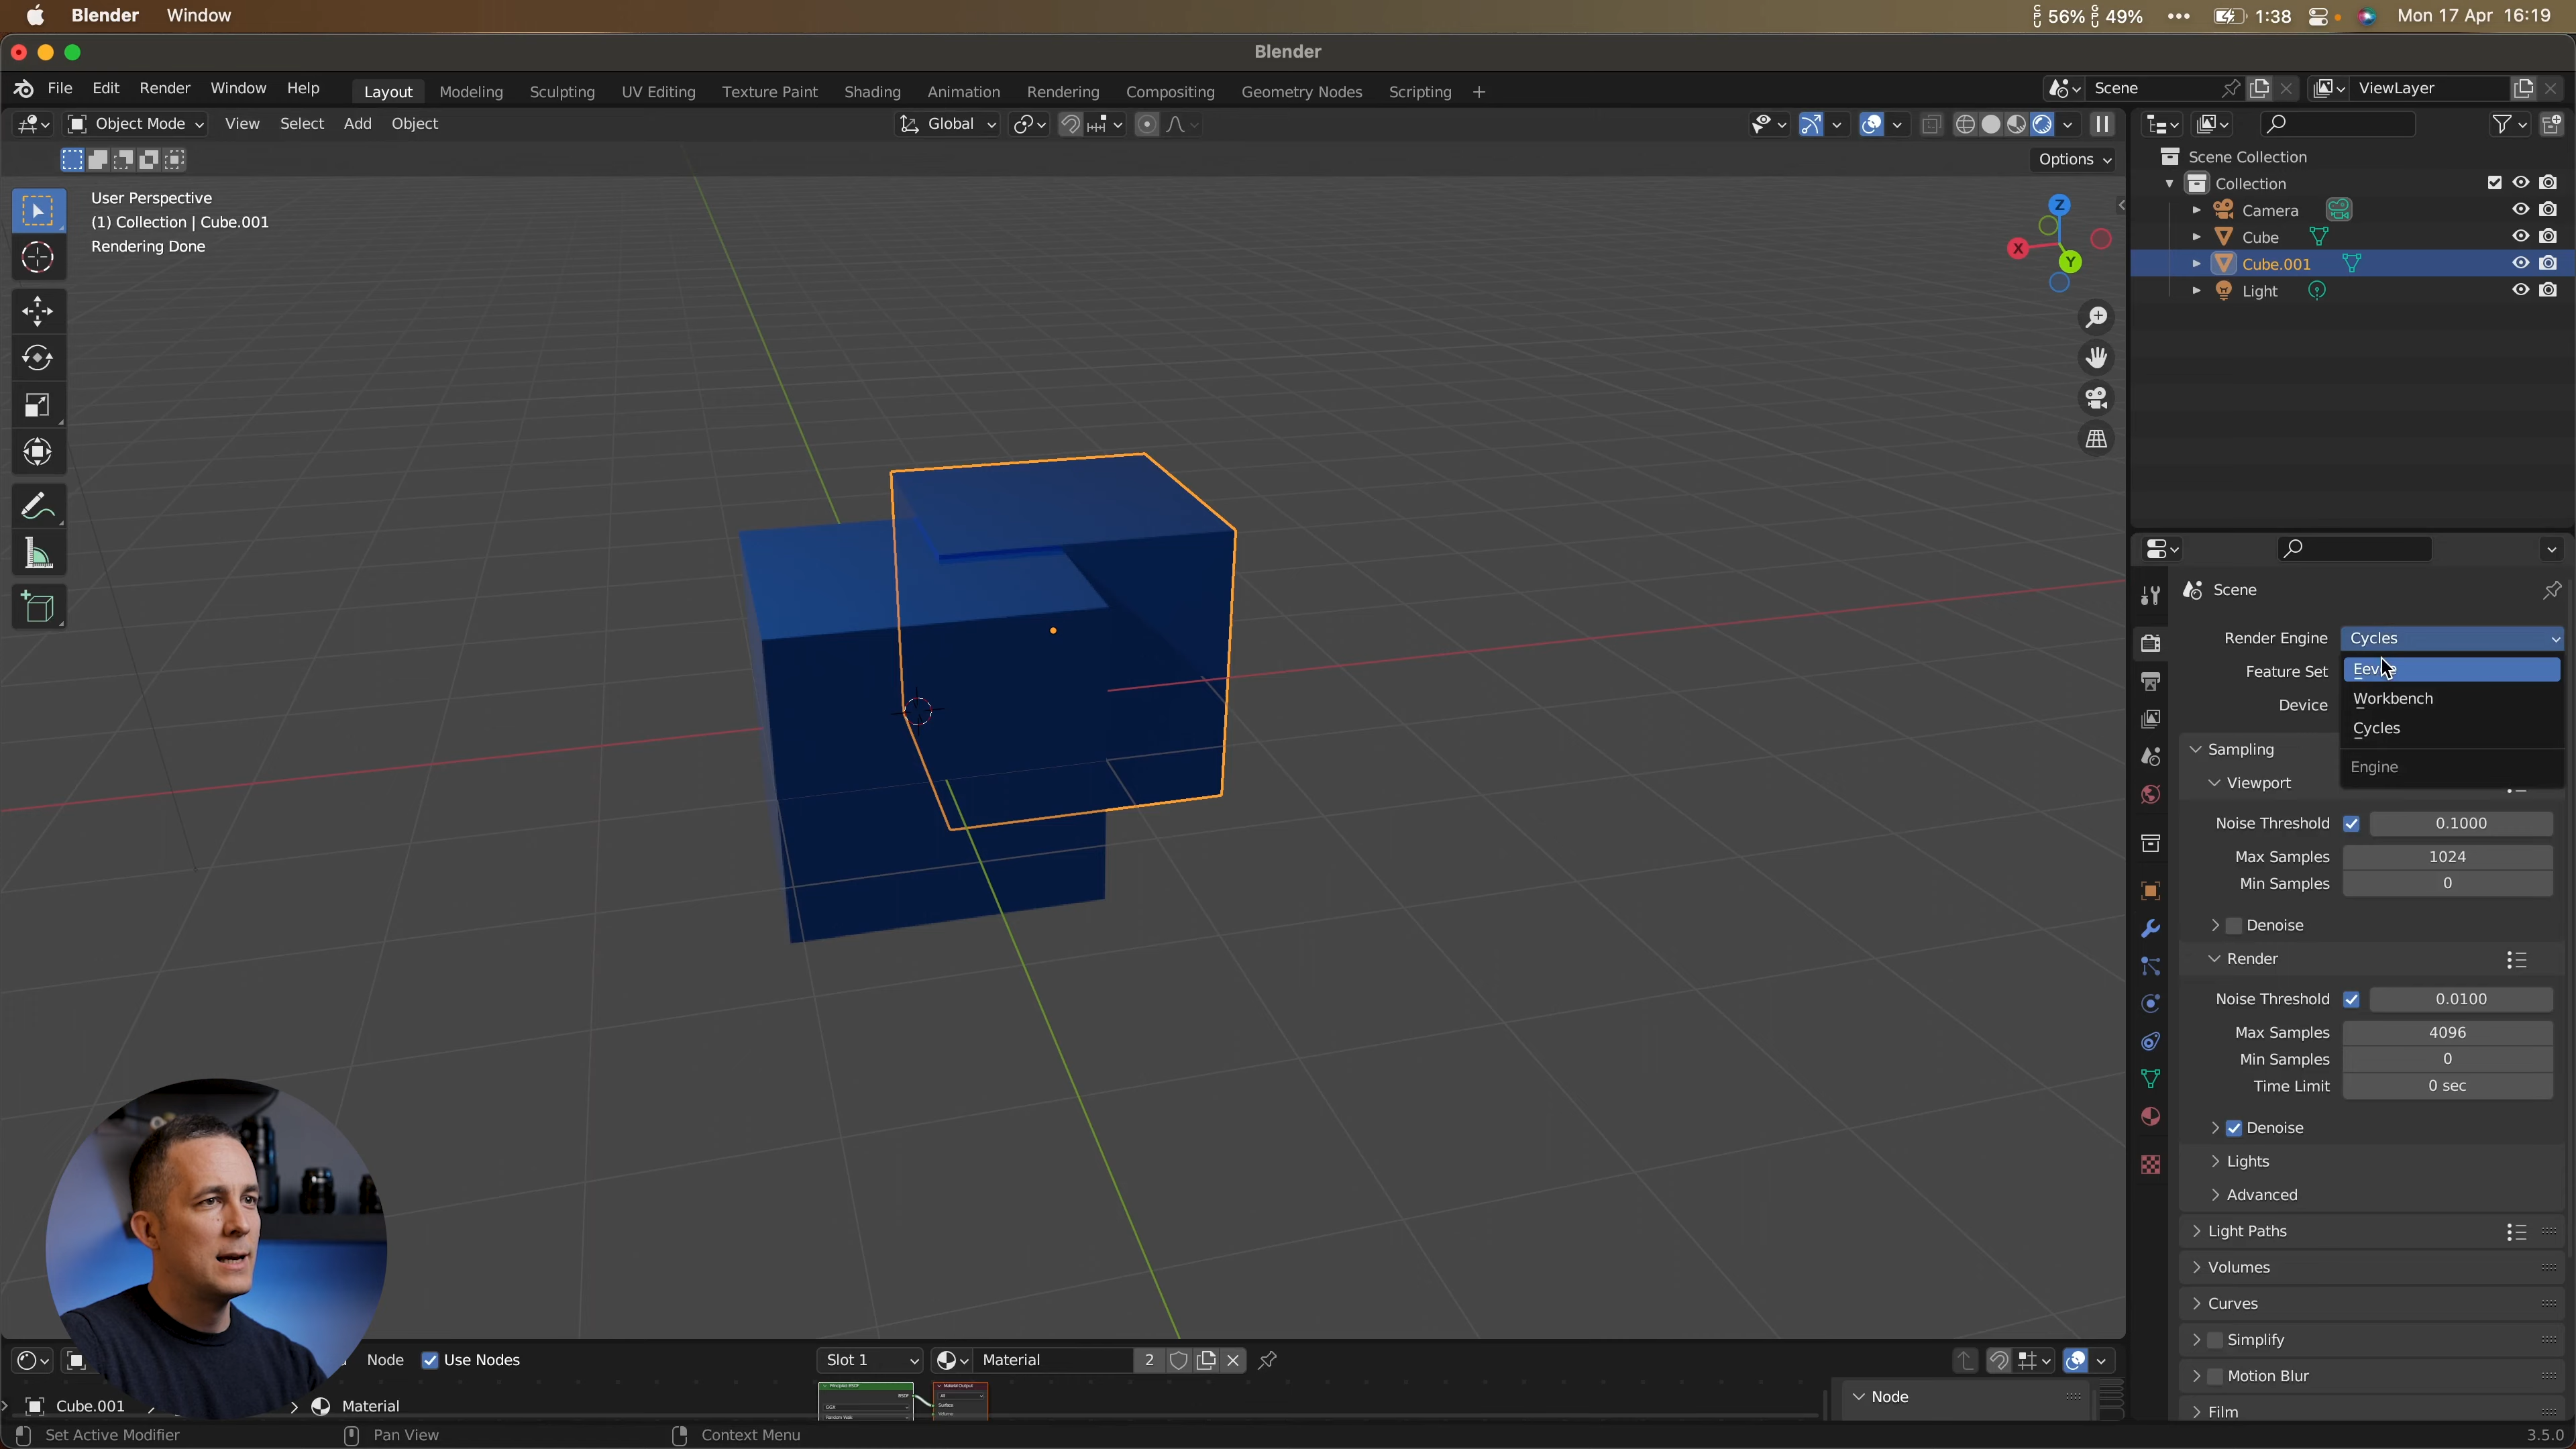 Blender Window 56% 49% 1:38 Mon 17 Apr 16:19
Blender
File Edit Render Window Help Layout Modeling Sculpting UV Editing Texture Paint Shading Animation Rendering Compositing Geometry Nodes Scripting + Scene ViewLayer
Object Mode View Select Add Object Global
Options
User Perspective
(1) Collection | Cube.001
Rendering Done
Z
X
Y
Scene Collection
Collection
Camera
Cube
Cube.001
Light
Scene
Render Engine Cycles
Feature Set
Device
Workbench
Cycles
Engine
Sampling
Viewport
Noise Threshold 0.1000
Max Samples 1024
Min Samples 0
Denoise
Render
Noise Threshold 0.0100
Max Samples 4096
Min Samples 0
Time Limit 0 sec
Denoise
Lights
Advanced
Light Paths
Volumes
Curves
Simplify
Motion Blur
Film
Node Use Nodes Slot 1 Material 2
Cube.001 Material
Node
Set Active Modifier Pan View Context Menu 3.5.0